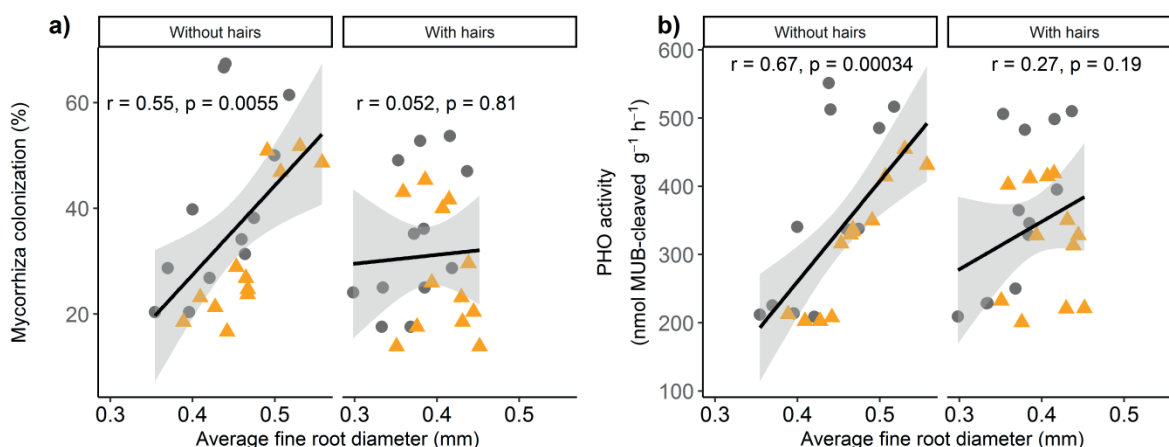 a)
Without hairs
With hairs
r = 0.55, p = 0.0055
r = 0.052, p = 0.81
Mycorrhiza colonization (%)
60
40
20
0.3 0.4 0.5
0.3 0.4 0.5
Average fine root diameter (mm)
b)
Without hairs
With hairs
r = 0.67, p = 0.00034
r = 0.27, p = 0.19
PHO activity
(nmol MUB-cleaved g⁻¹ h⁻¹)
600
500
400
300
200
100
0.3 0.4 0.5
0.3 0.4 0.5
Average fine root diameter (mm)